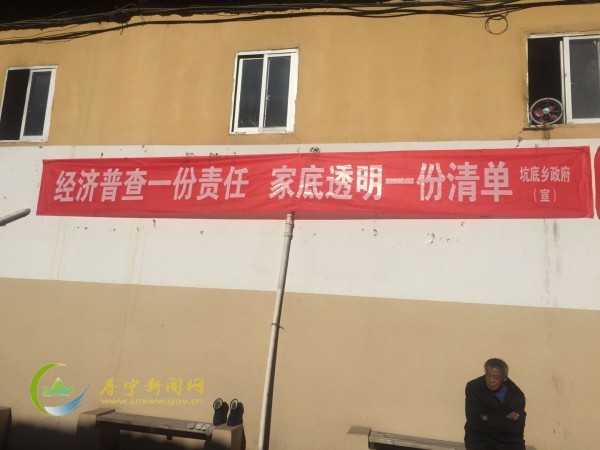 经济普查一份责任 家底透明一份清单 坑底乡政府
（宣）
寿宁新闻网
www.snxww.gov.cn